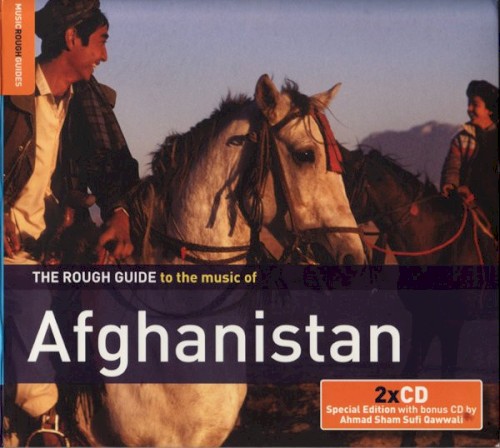 MUSIC ROUGH GUIDES
THE ROUGH GUIDE to the music of
Afghanistan
2xCD
Special Edition with bonus CD by
Ahmad Sham Sufi Qawwali